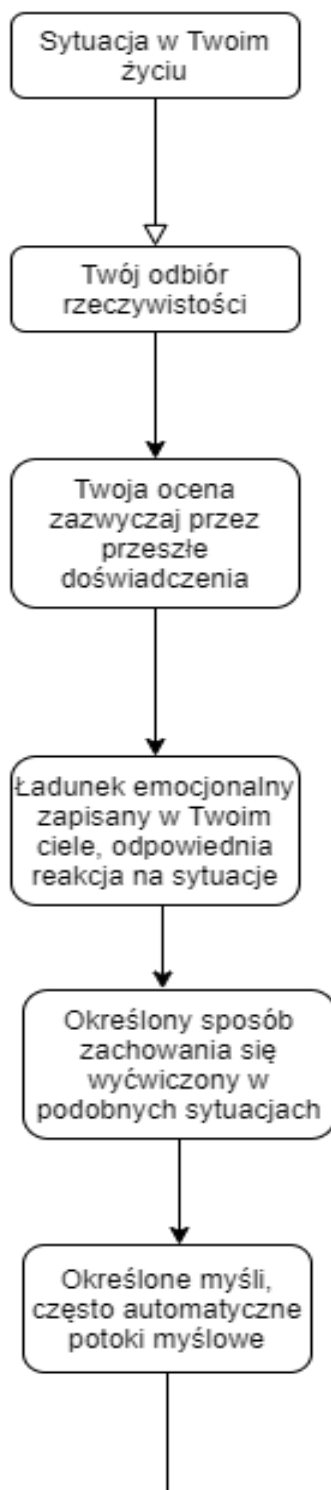 Sytuacja w Twoim
życiu
Twój odbiór
rzeczywistości
Twoja ocena
zazwyczaj przez
przeszłe
doświadczenia
Ładunek emocjonalny
zapisany w Twoim
ciele, odpowiednia
reakcja na sytuacje
Określony sposób
zachowania się
wyćwiczony w
podobnych sytuacjach
Określone myśli,
często automatyczne
potoki myślowe